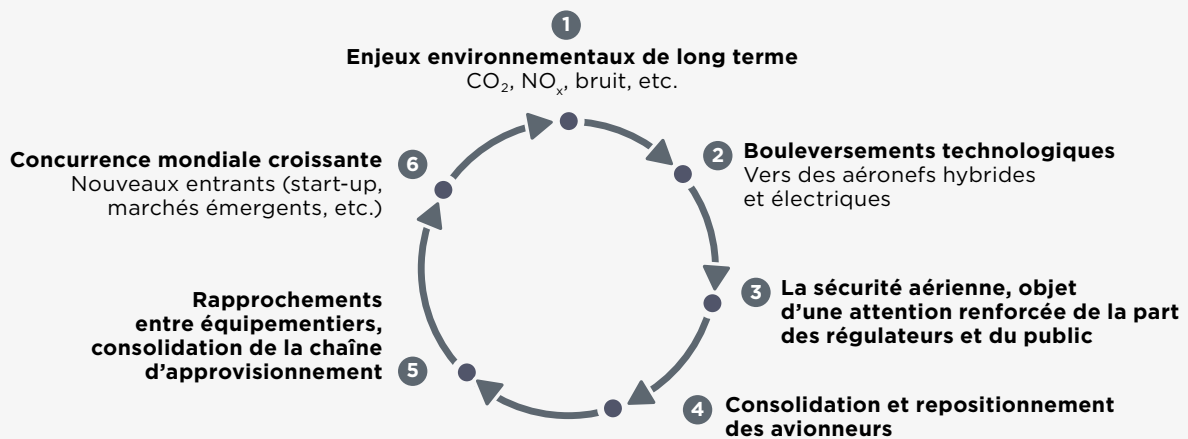 1
Enjeux environnementaux de long terme
CO₂, NOₓ, bruit, etc.
2
Bouleversements technologiques
Vers des aéronefs hybrides
et électriques
3
La sécurité aérienne, objet
d’une attention renforcée de la part
des régulateurs et du public
4
Consolidation et repositionnement
des avionneurs
5
Rapprochements
entre équipementiers,
consolidation de la chaîne
d’approvisionnement
6
Concurrence mondiale croissante
Nouveaux entrants (start-up,
marchés émergents, etc.)